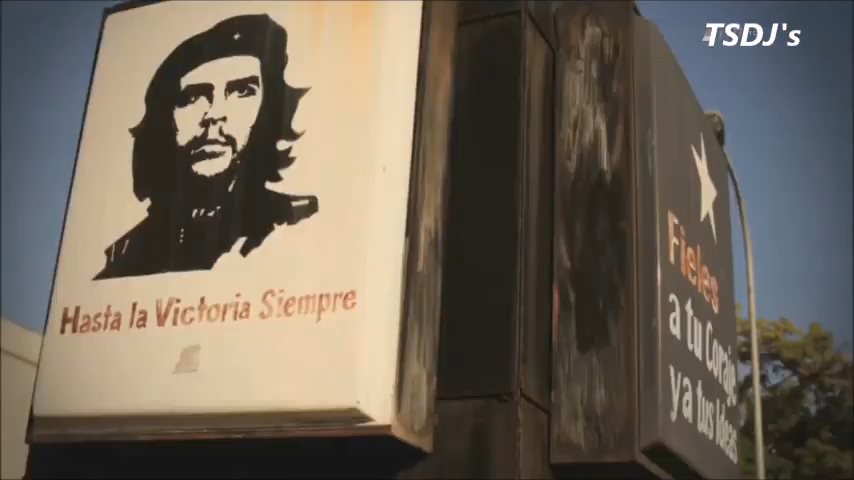 TSDJ's
Hasta la Victoria Siempre
Fieles
a tu Coraje
y a tus Ideas